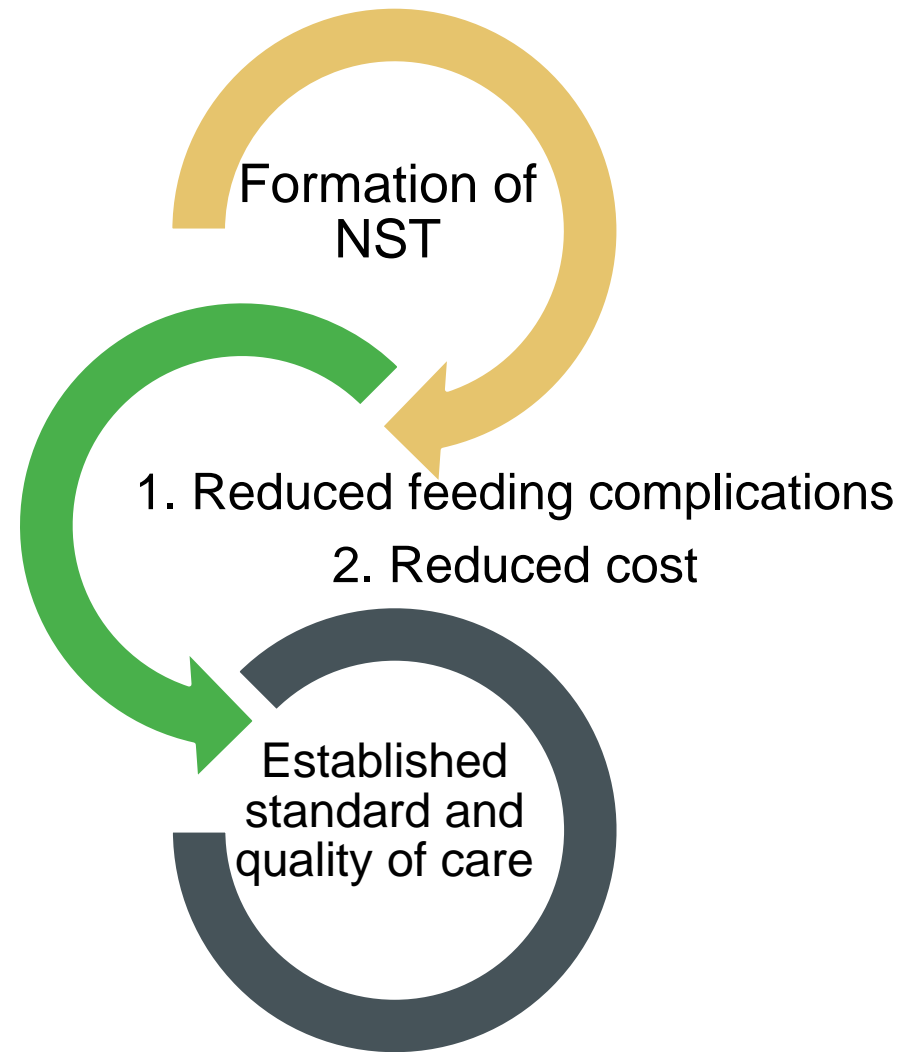 Formation of
NST
1. Reduced feeding complications
2. Reduced cost
Established
standard and
quality of care